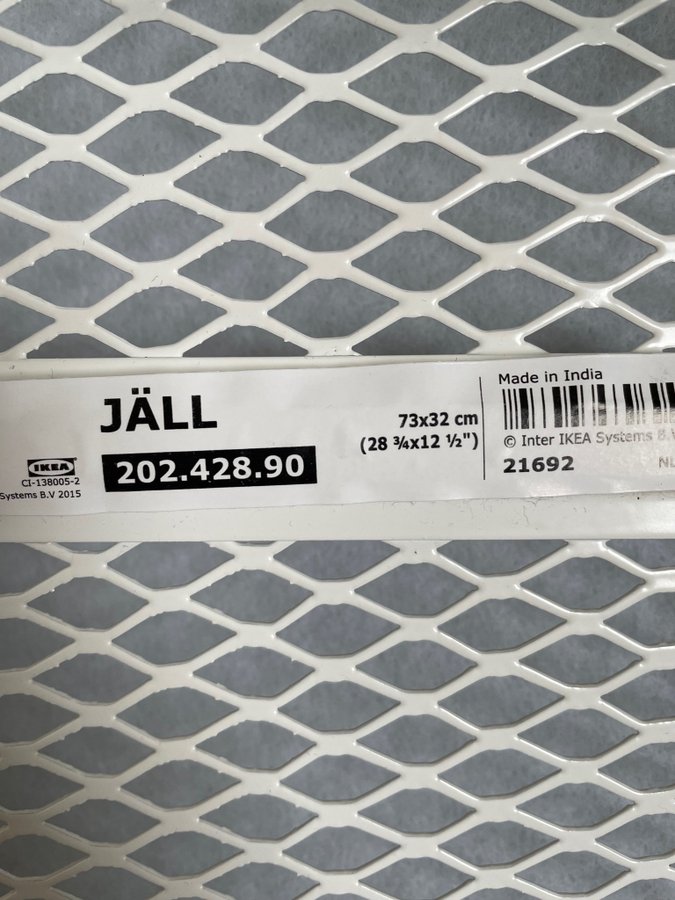 JÄLL
202.428.90
IKEA
CI-138005-2
Systems B.V 2015
73x32 cm
(28 ¾x12 ½")
Made in India
© Inter IKEA Systems B.V
21692
NL